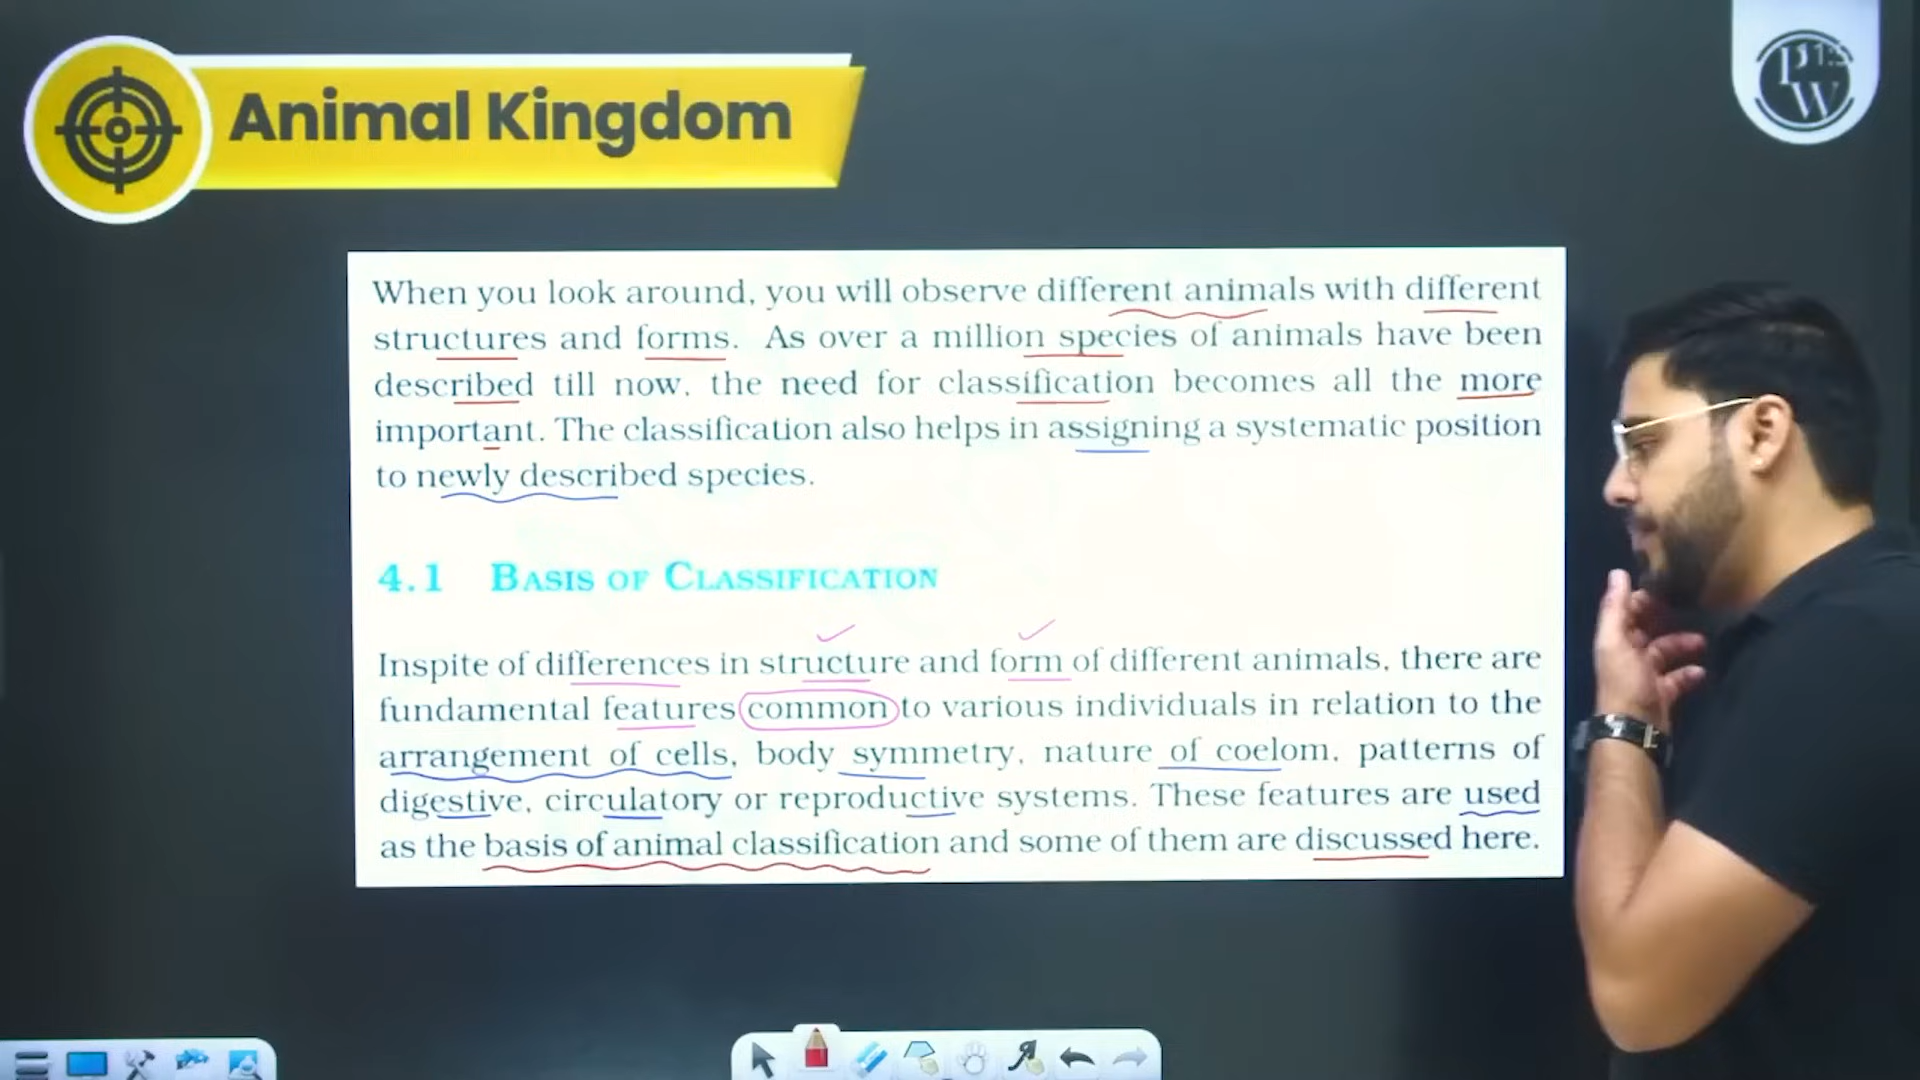 Animal Kingdom
PW
When you look around, you will observe different animals with different
structures and forms. As over a million species of animals have been
described till now, the need for classification becomes all the more
important. The classification also helps in assigning a systematic position
to newly described species.
4.1 BASIS OF CLASSIFICATION
Inspite of differences in structure and form of different animals, there are
fundamental features common to various individuals in relation to the
arrangement of cells, body symmetry, nature of coelom, patterns of
digestive, circulatory or reproductive systems. These features are used
as the basis of animal classification and some of them are discussed here.